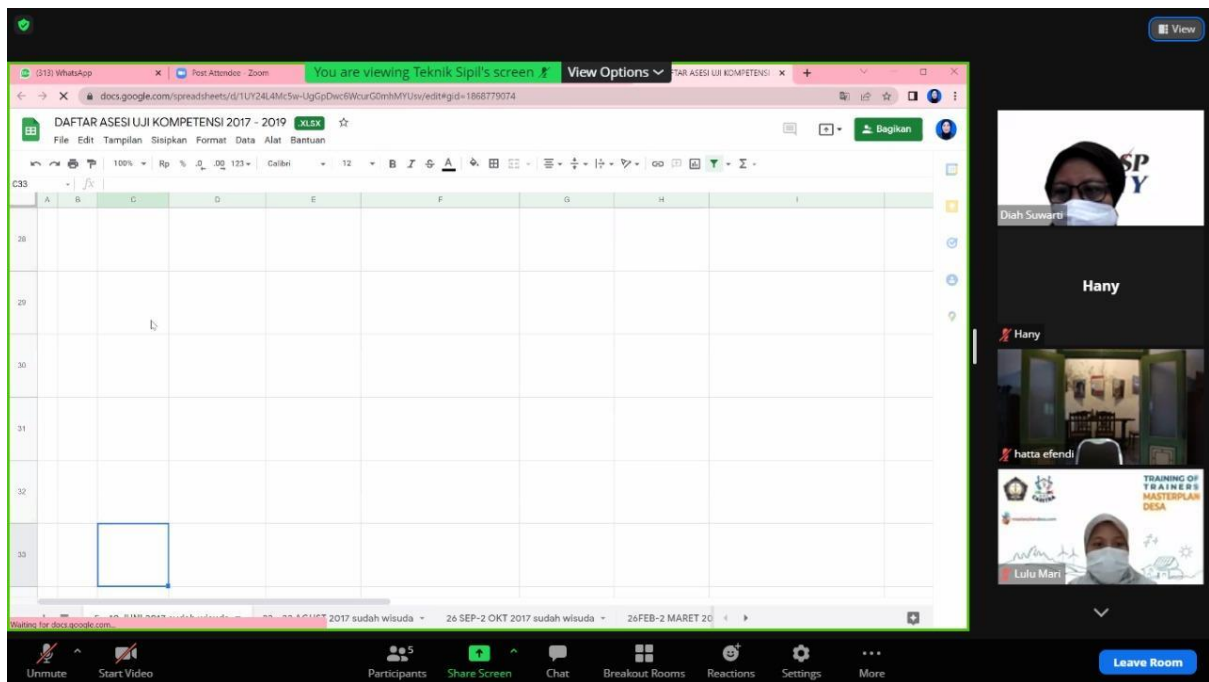 View
(313) WhatsApp
Post Attendee - Zoom
You are viewing Teknik Sipil's screen
View Options
TAR ASESI UJI KOMPETENSI
docs.google.com/spreadsheets/d/1UY24L4Mc5w-UgGpDwc6WcurG0mhMYUsv/edit#gid=1868779074
DAFTAR ASESI UJI KOMPETENSI 2017 - 2019 .XLSX
Bagikan
File Edit Tampilan Sisipkan Format Data Alat Bantuan
100% Rp % .0 .00 123 Calibri 12 B I S A
C33 fx
A B C D E F G H I
28
29
30
31
32
33
2017 sudah wisuda
26 SEP-2 OKT 2017 sudah wisuda
26FEB-2 MARET 20
Waiting for docs.google.com...
SP
Y
Diah Suwarti
Hany
Hany
hatta efendi
TRAINING OF
TRAINERS
MASTERPLAN
DESA
Lulu Mari
Unmute
Start Video
5
Participants
Share Screen
Chat
Breakout Rooms
Reactions
Settings
More
Leave Room